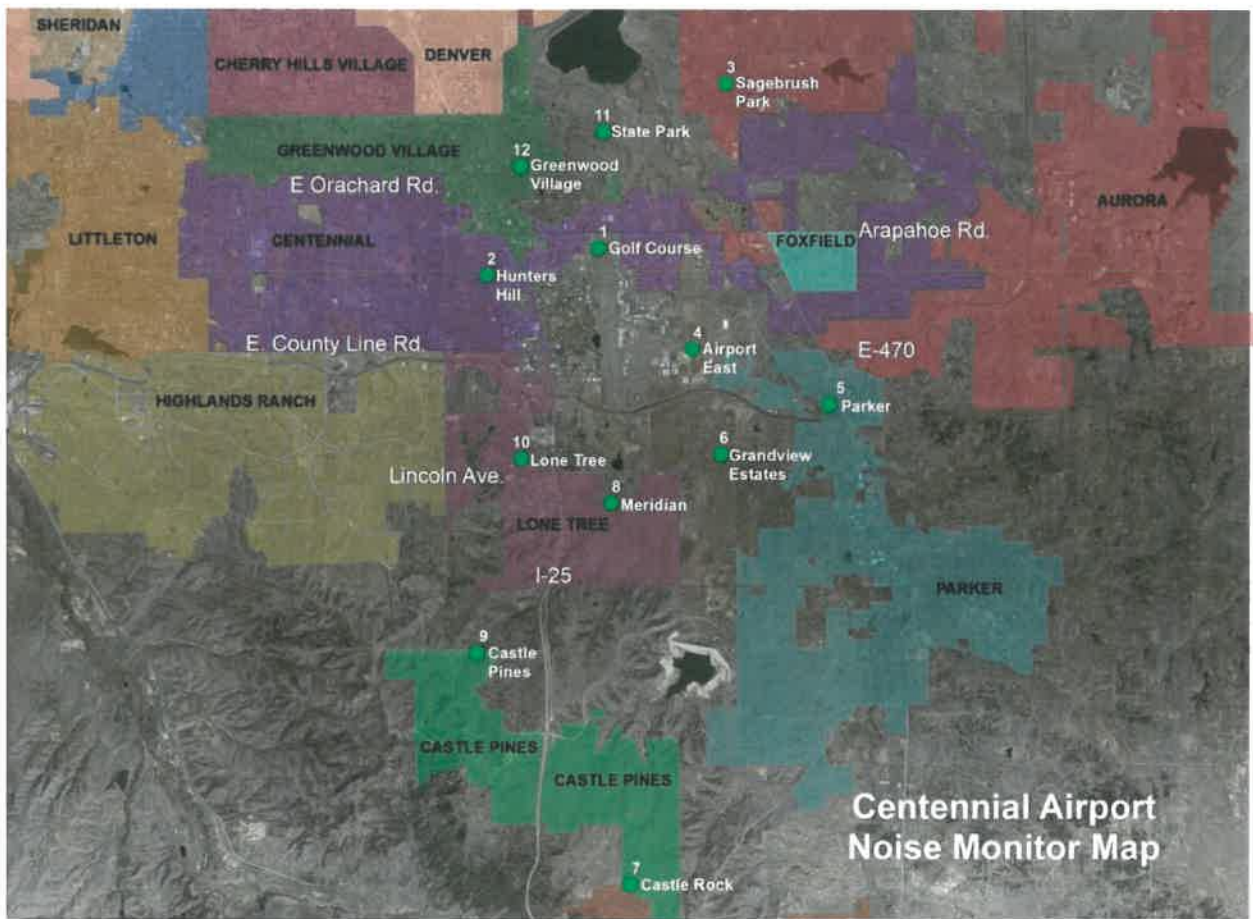 SHERIDAN
CHERRY HILLS VILLAGE
DENVER
3
Sagebrush
Park
11
State Park
GREENWOOD VILLAGE
12
Greenwood
Village
E Orachard Rd.
AURORA
LITTLETON
CENTENNIAL
1
Golf Course
FOXFIELD
Arapahoe Rd.
2
Hunters
Hill
E. County Line Rd.
4
Airport
East
E-470
HIGHLANDS RANCH
5
Parker
10
Lone Tree
6
Grandview
Estates
Lincoln Ave.
8
Meridian
LONE TREE
I-25
PARKER
9
Castle
Pines
CASTLE PINES
CASTLE PINES
Centennial Airport
Noise Monitor Map
7
Castle Rock